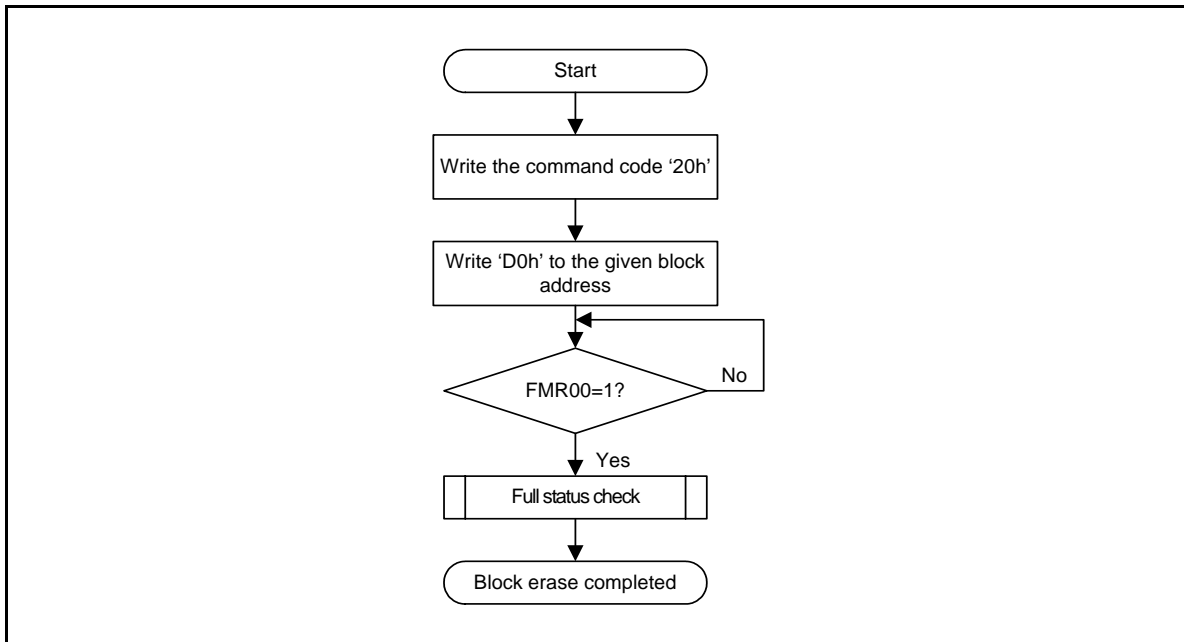 Start
Write the command code ‘20h’
Write ‘D0h’ to the given block
address
FMR00=1?
No
Yes
Full status check
Block erase completed